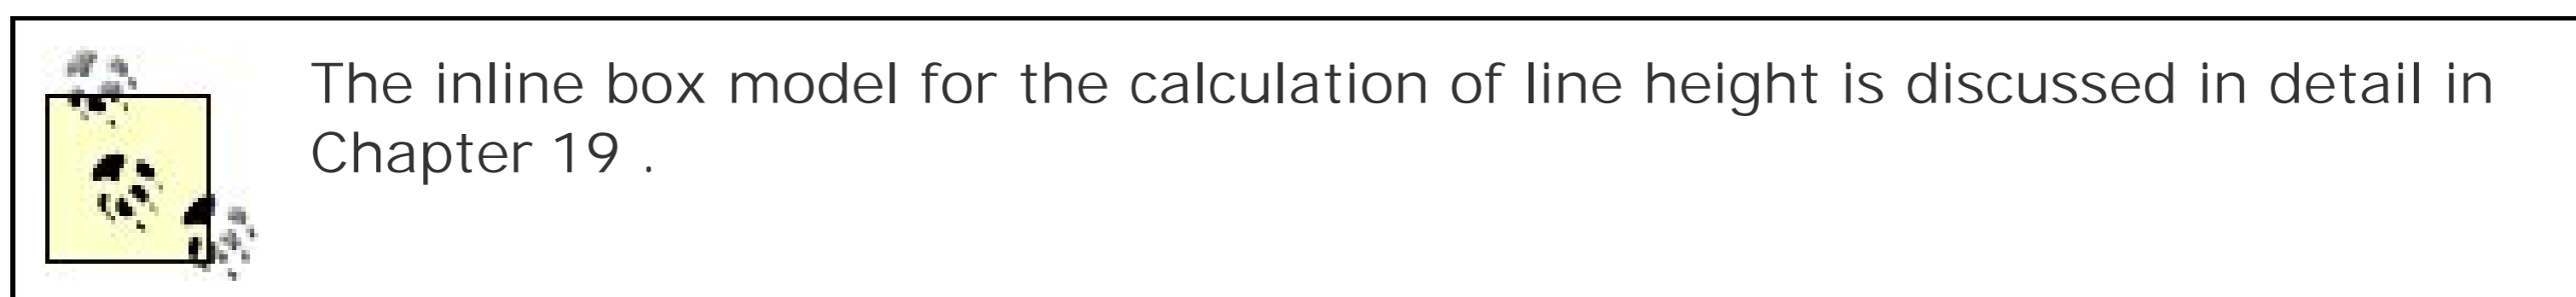 The inline box model for the calculation of line height is discussed in detail in
Chapter 19 .